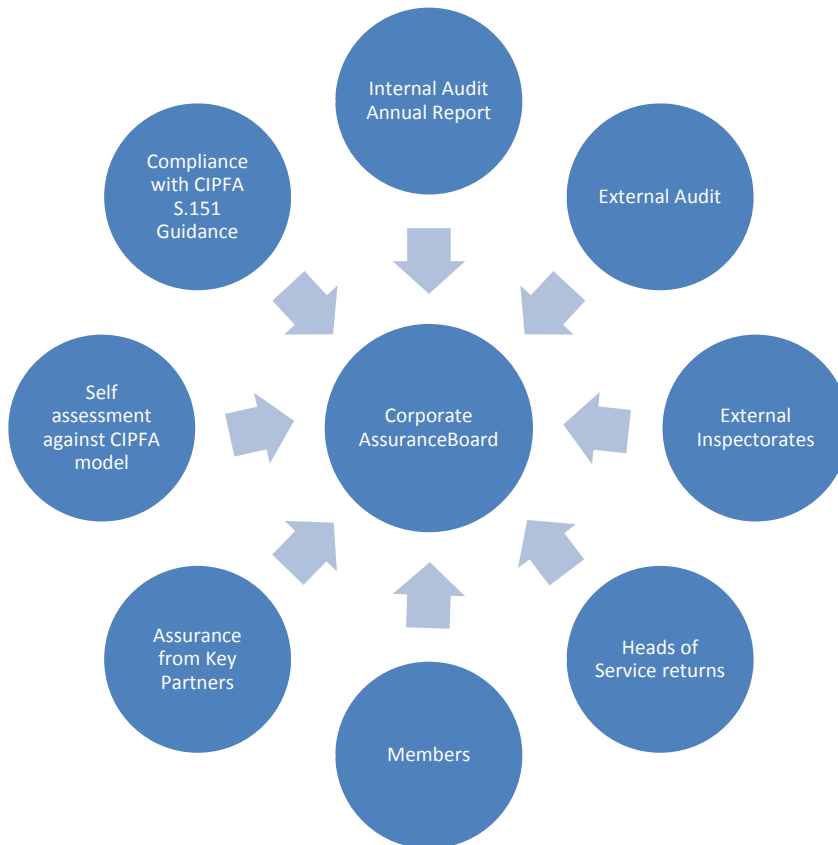 Internal Audit
Annual Report
External Audit
External
Inspectorates
Heads of
Service returns
Members
Assurance
from Key
Partners
Self
assessment
against CIPFA
model
Compliance
with CIPFA
S.151
Guidance
Corporate
AssuranceBoard